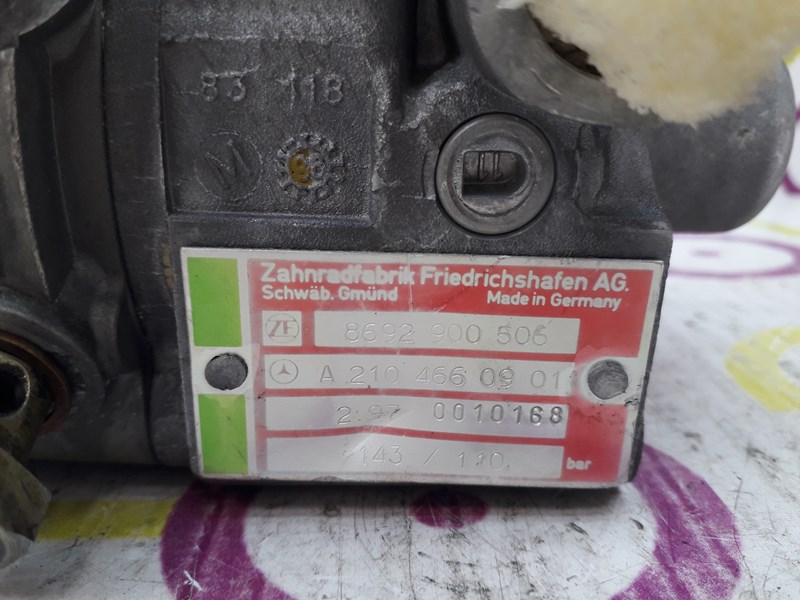 83 118
M
Zahnradfabrik Friedrichshafen AG.
Schwäb. Gmünd Made in Germany
ZF 8692 900 506
A 210 466 09 01
2.97 0010168
143 / 110 bar